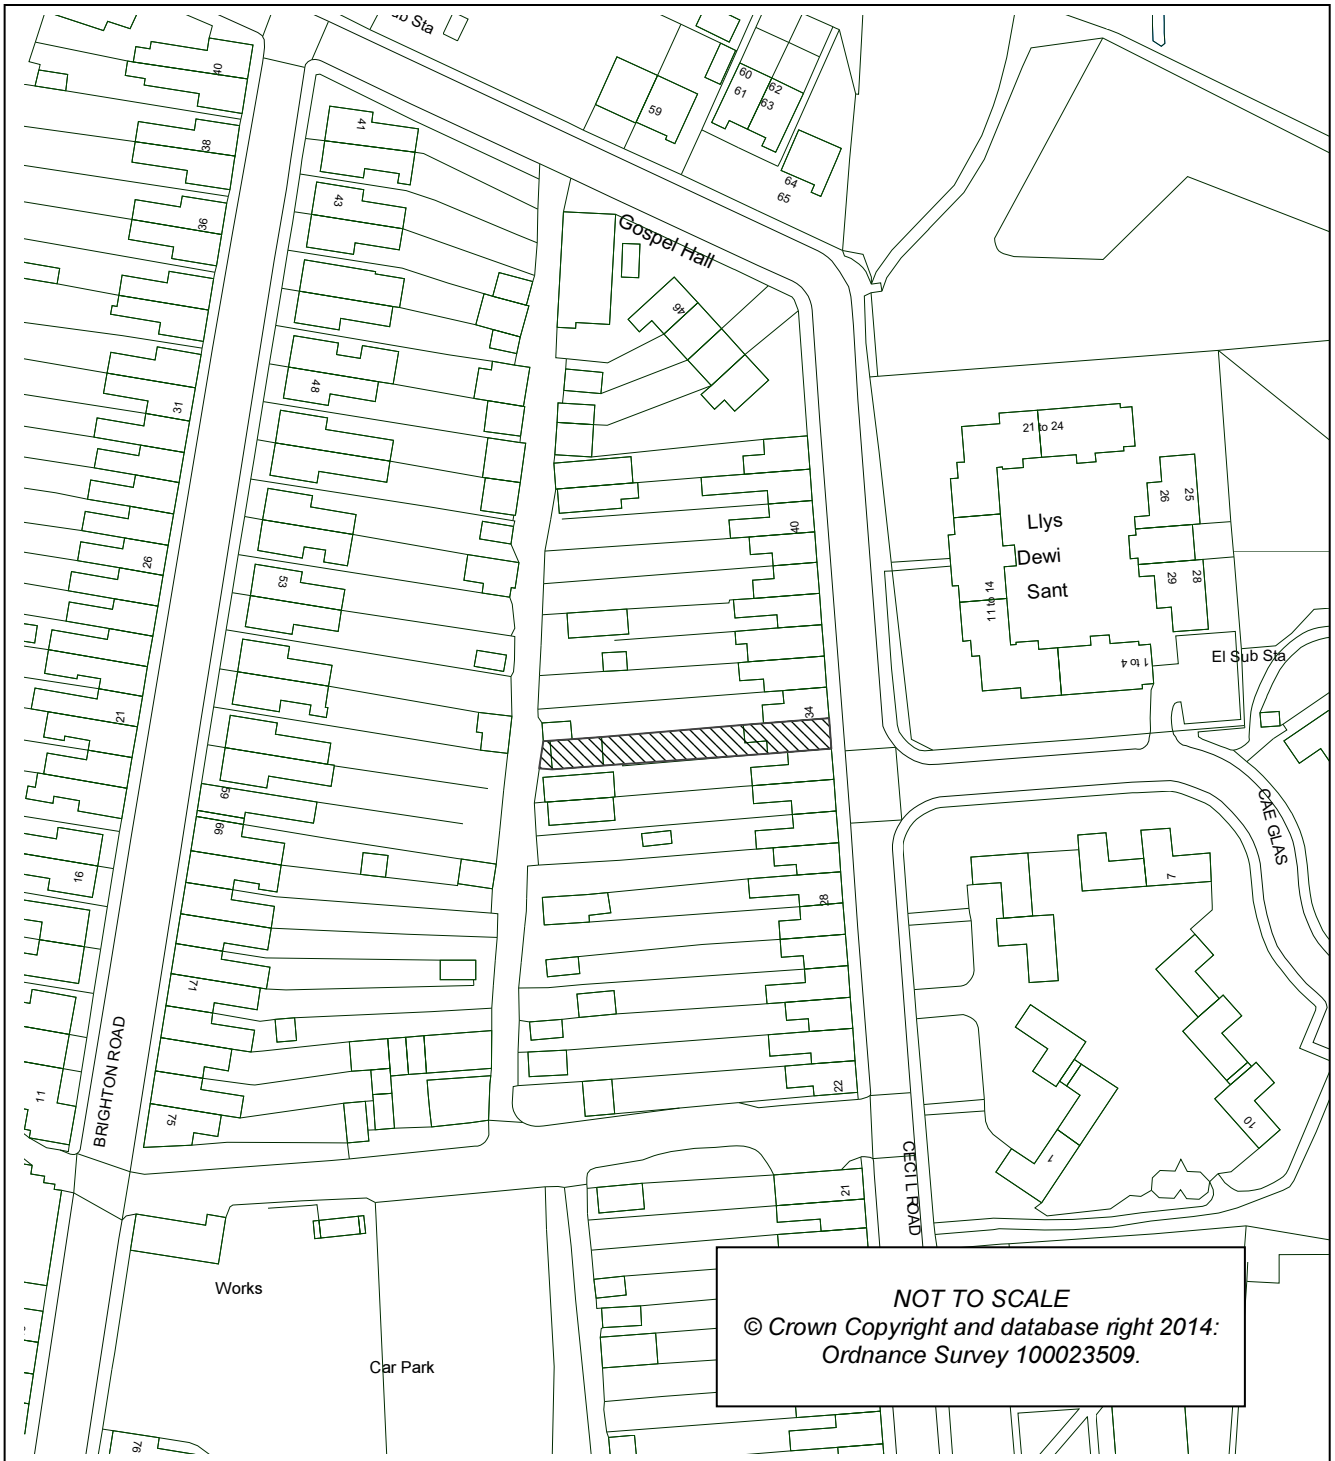 Sub Sta
40
60
62
61
63
59
41
38
64
65
43
36
Gospel Hall
46
48
31
21 to 24
25
26
Llys
40
Dewi
26
53
28
29
Sant
11 to 14
El Sub Sta
1 to 4
34
21
59
CAE GLAS
66
16
7
28
71
BRIGHTON ROAD
22
11
75
10
CECIL ROAD
1
21
Works
NOT TO SCALE
© Crown Copyright and database right 2014:
Ordnance Survey 100023509.
Car Park
76